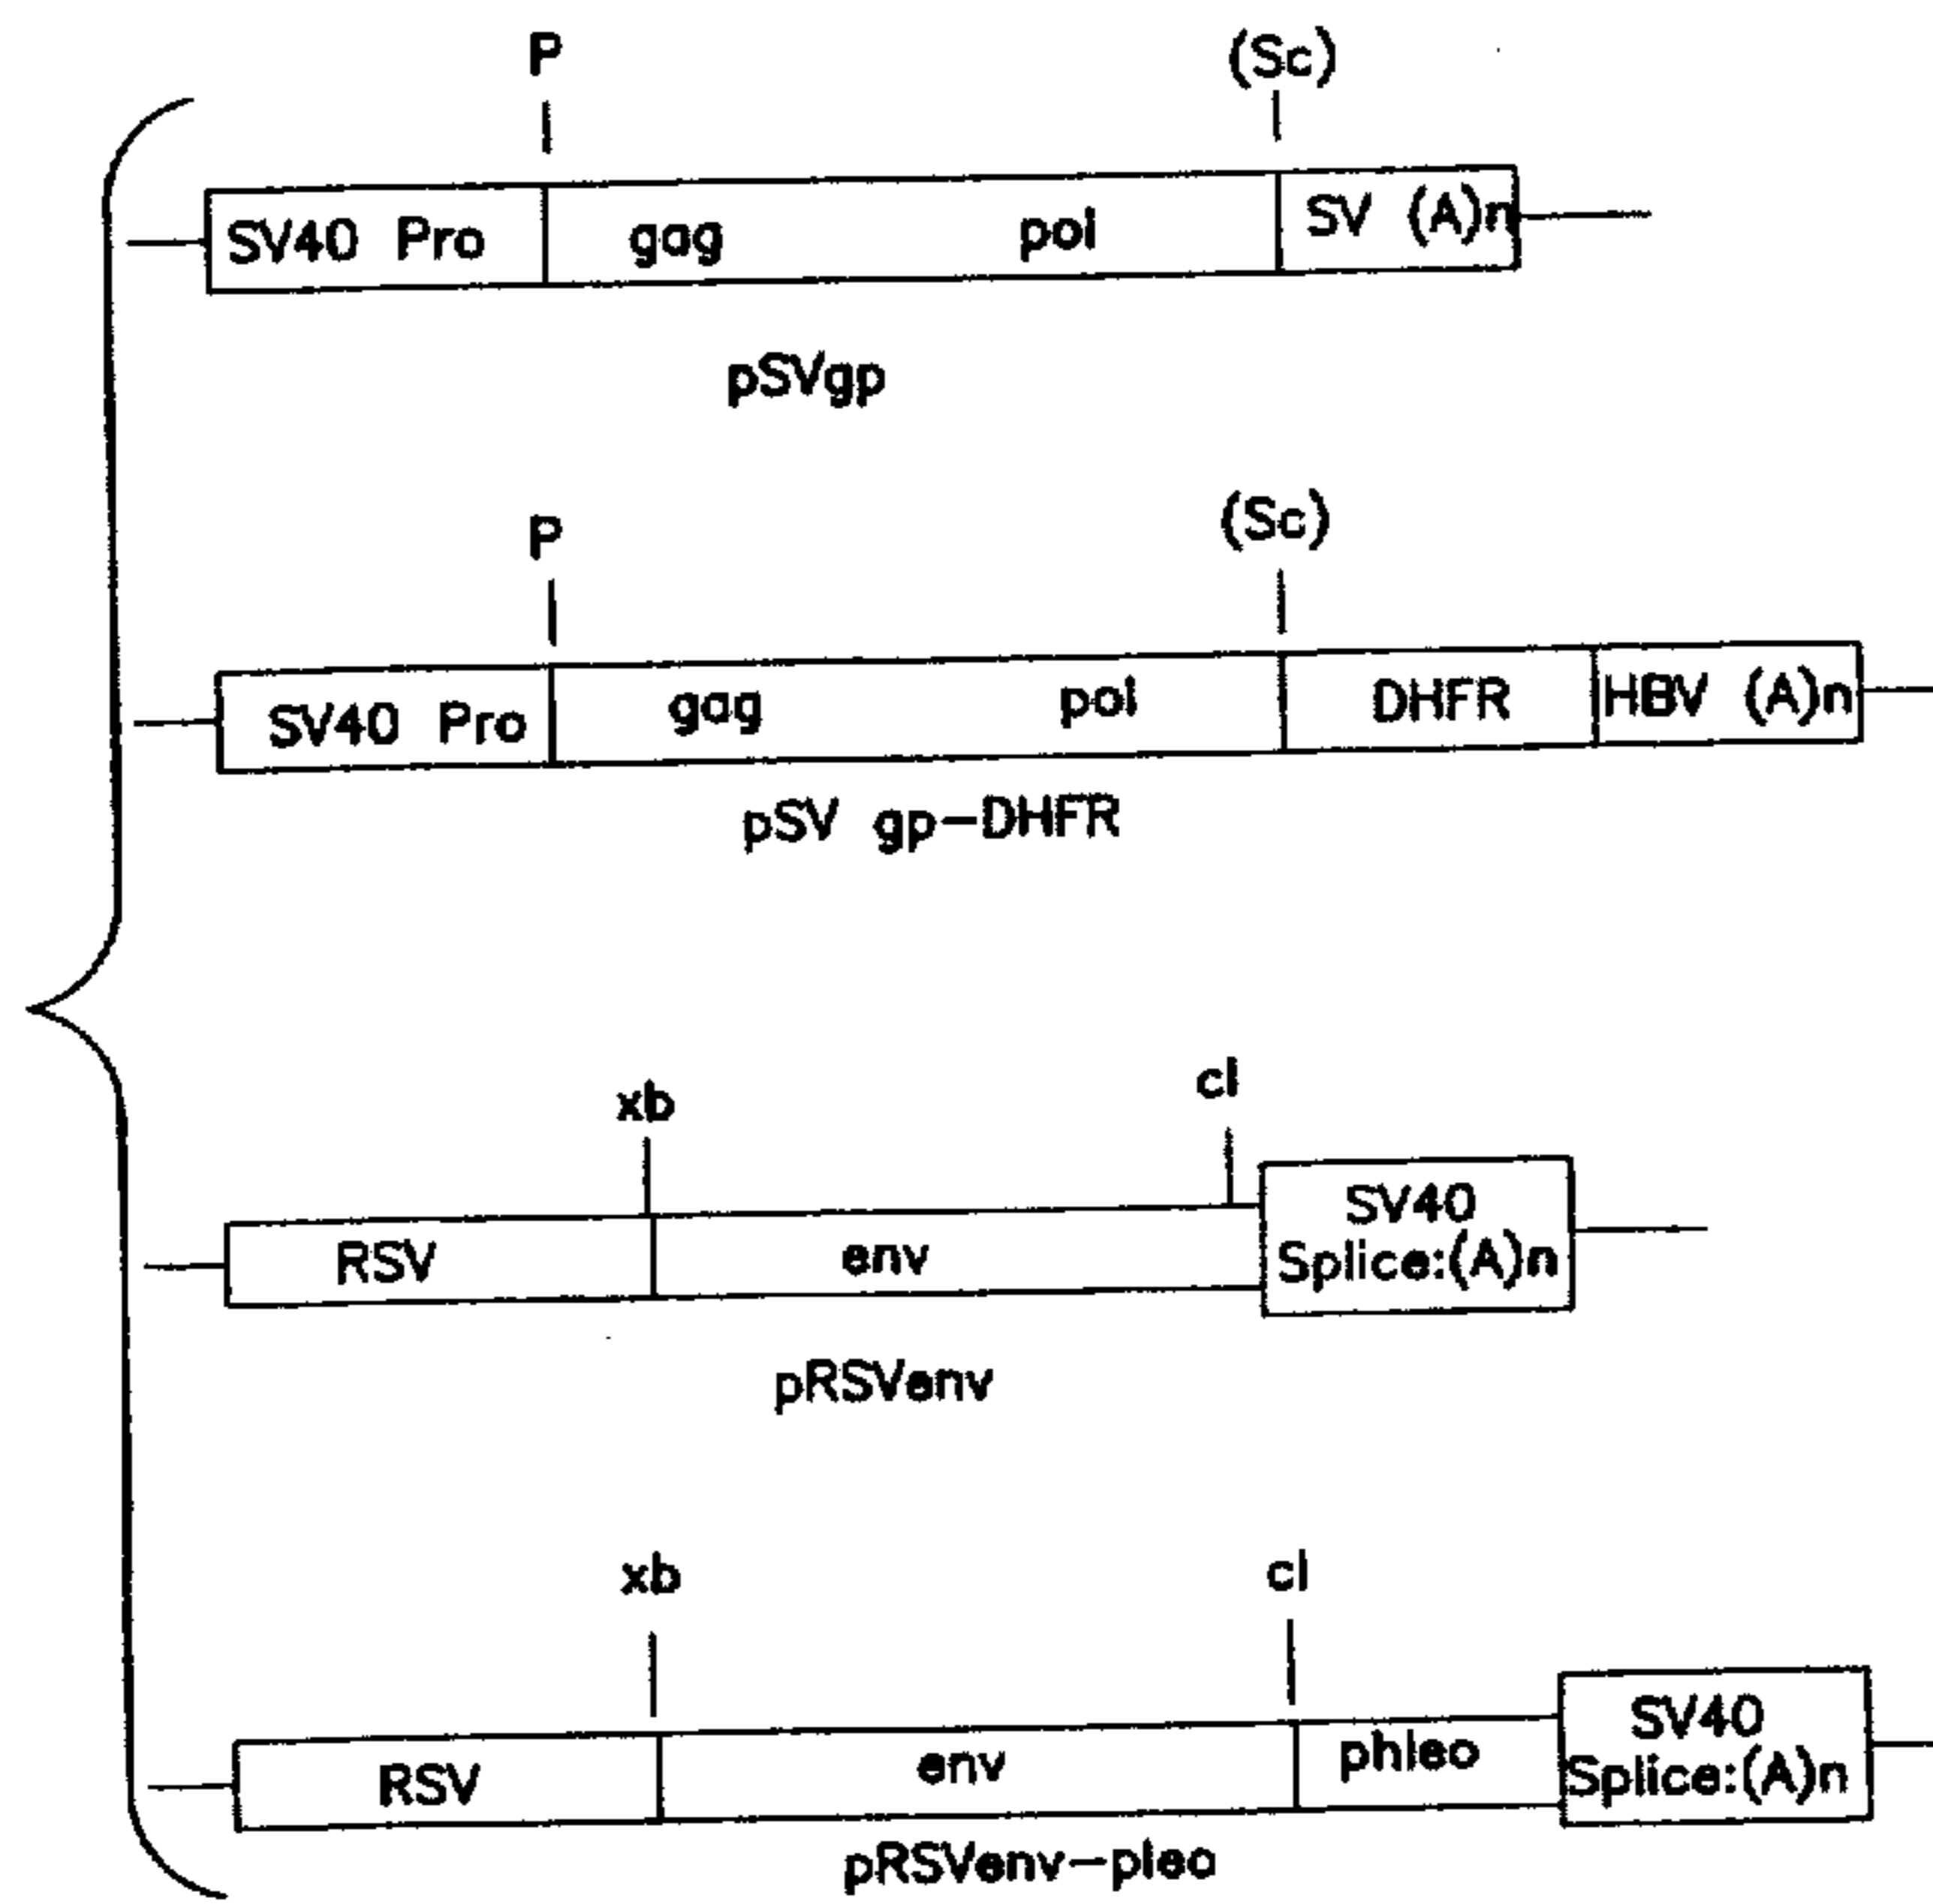 P (Sc)
SV40 Pro gag pol SV (A)n
pSVgp
P (Sc)
SV40 Pro gag pol DHFR HBV (A)n
pSV gp-DHFR
xb cl
RSV env SV40
Splice:(A)n
pRSVenv
xb cl
RSV env phleo SV40
Splice:(A)n
pRSVenv-pleo